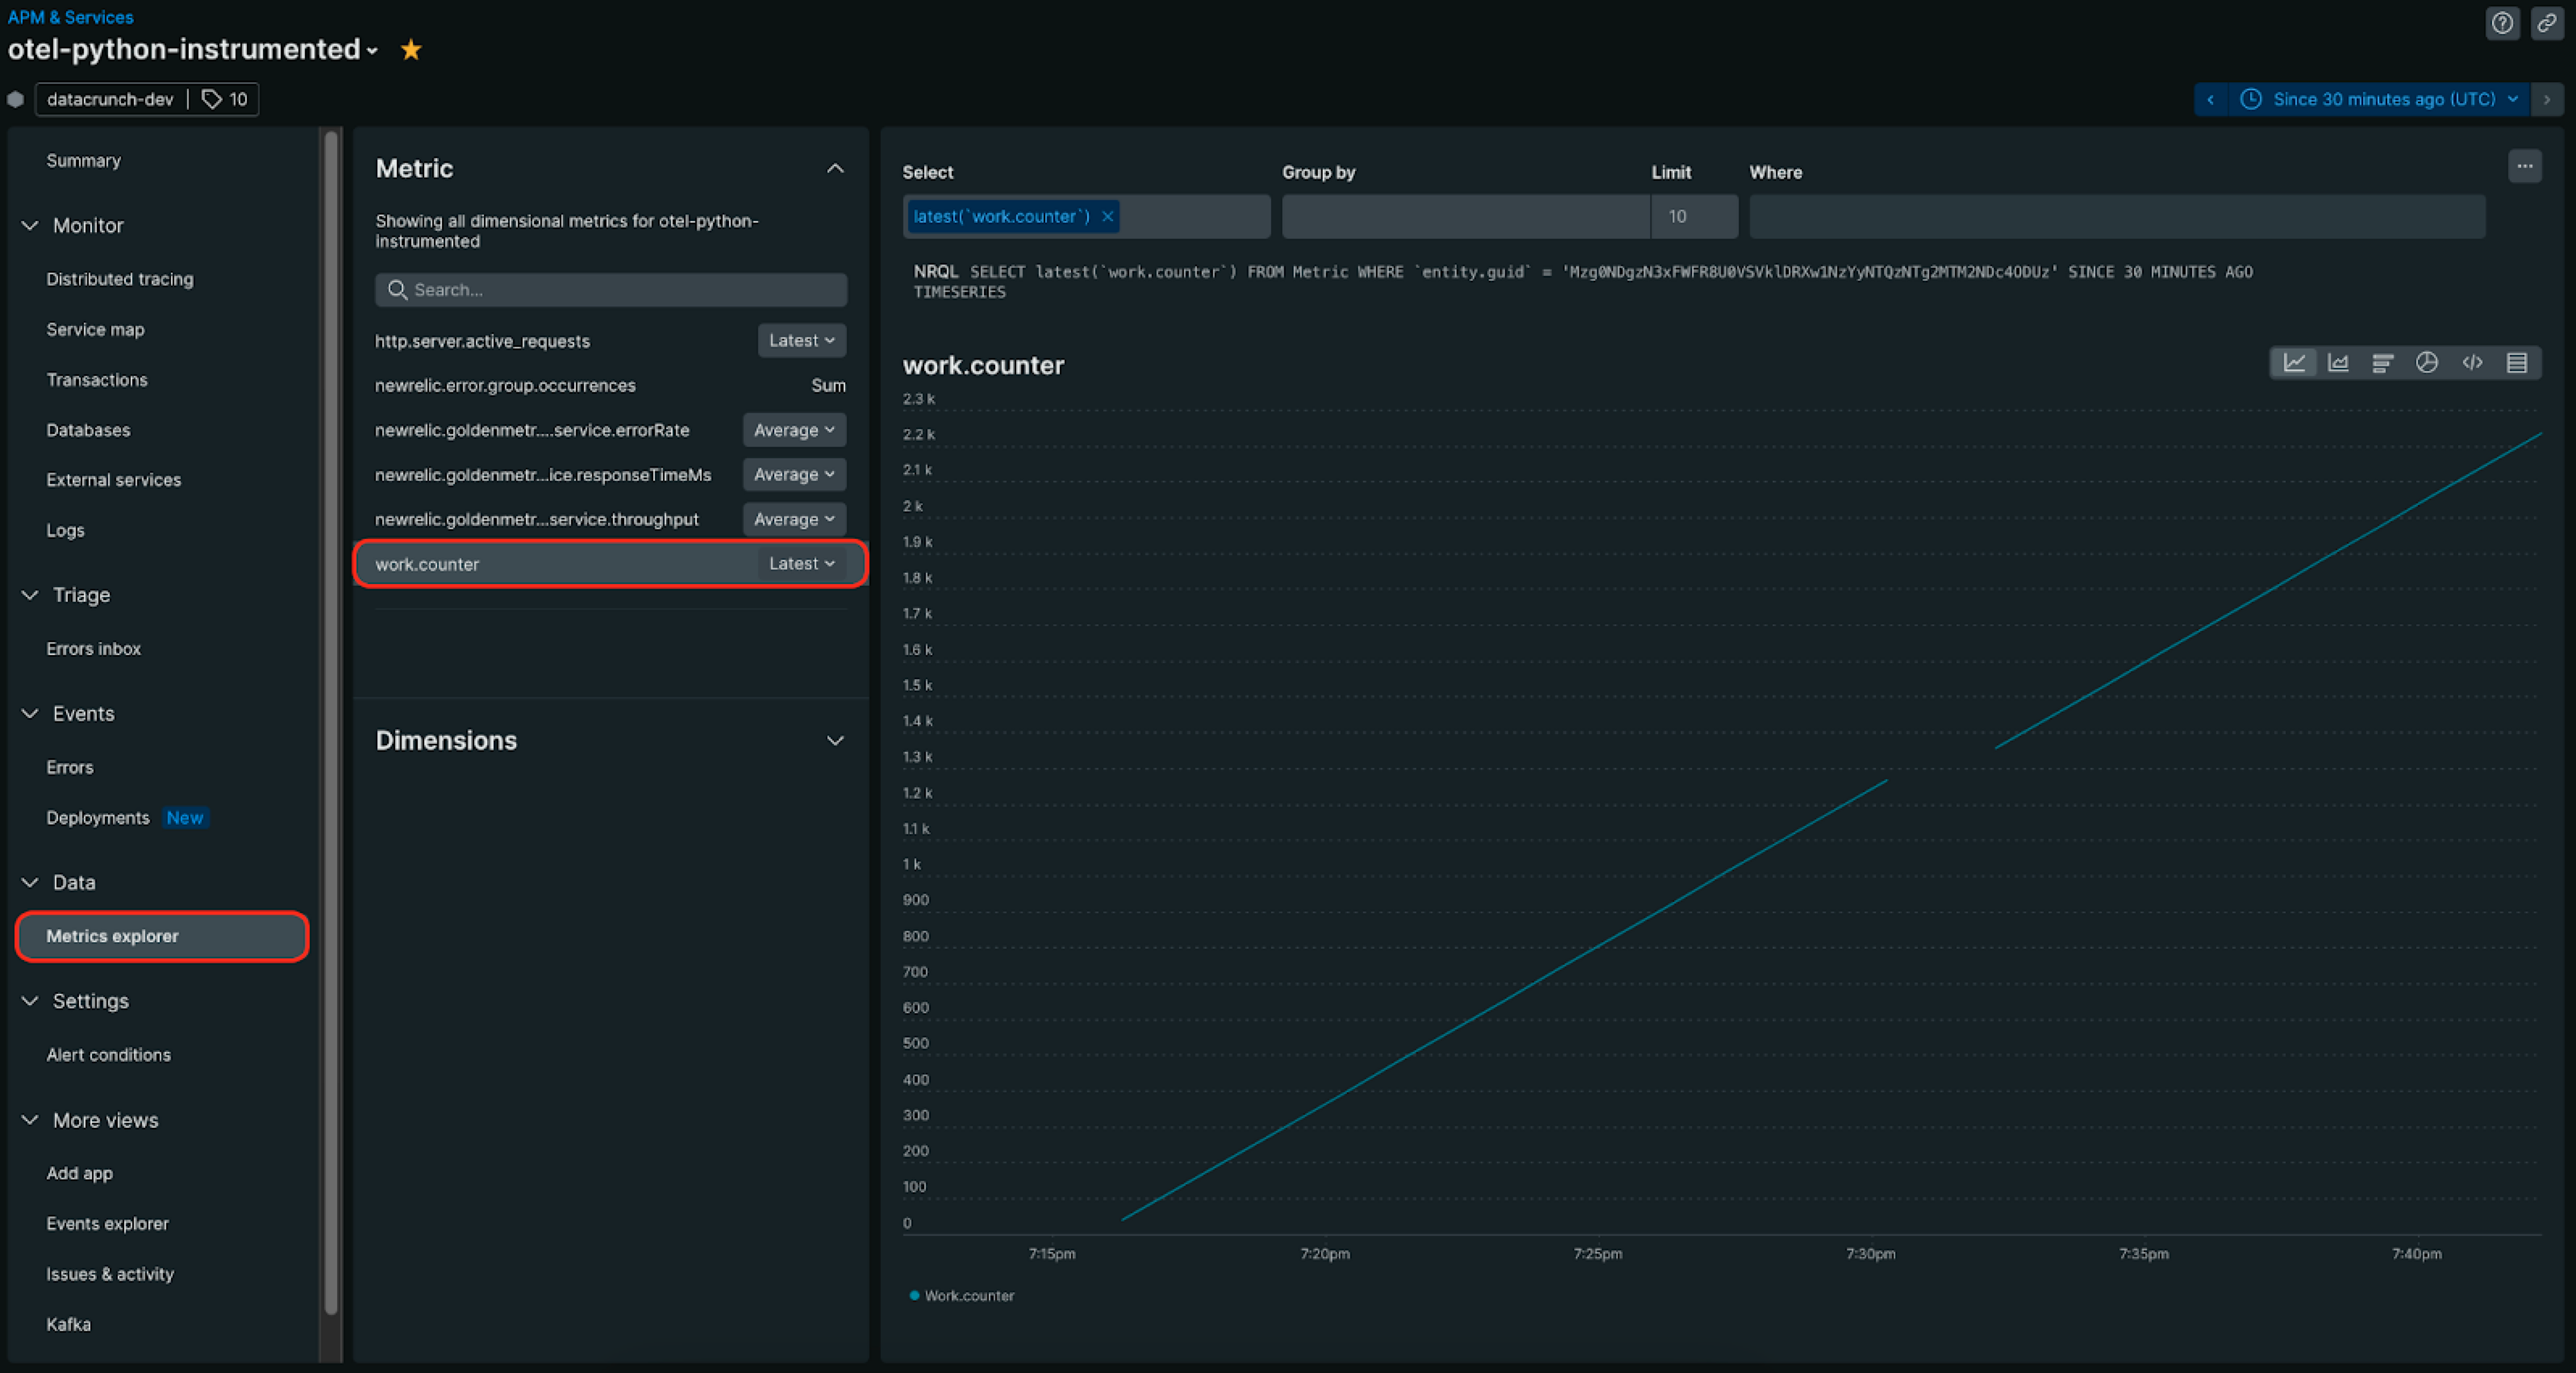 APM & Services
otel-python-instrumented
datacrunch-dev | 10
Since 30 minutes ago (UTC)
Summary
Monitor
Distributed tracing
Service map
Transactions
Databases
External services
Logs
Triage
Errors inbox
Events
Errors
Deployments New
Data
Metrics explorer
Settings
Alert conditions
More views
Add app
Events explorer
Issues & activity
Kafka
Metric
Showing all dimensional metrics for otel-python-
instrumented
Search...
http.server.active_requests Latest
newrelic.error.group.occurrences Sum
newrelic.goldenmetr....service.errorRate Average
newrelic.goldenmetr...ice.responseTimeMs Average
newrelic.goldenmetr...service.throughput Average
work.counter Latest
Dimensions
Select Group by Limit Where
latest(`work.counter`) × 10
NRQL SELECT latest(`work.counter`) FROM Metric WHERE `entity.guid` = 'Mzg0NDgzN3xFWFR8U0VSVklDRXw1NzYyNTQzNTg2MTM2NDc4ODUz' SINCE 30 MINUTES AGO
TIMESERIES
work.counter
2.3 k
2.2 k
2.1 k
2 k
1.9 k
1.8 k
1.7 k
1.6 k
1.5 k
1.4 k
1.3 k
1.2 k
1.1 k
1 k
900
800
700
600
500
400
300
200
100
0
7:15pm 7:20pm 7:25pm 7:30pm 7:35pm 7:40pm
Work.counter